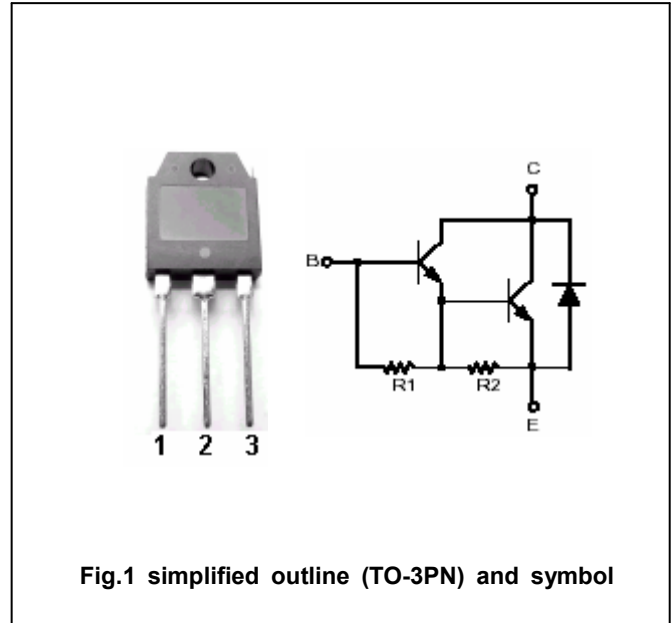 C
B
R1 R2
E
1 2 3
Fig.1 simplified outline (TO-3PN) and symbol